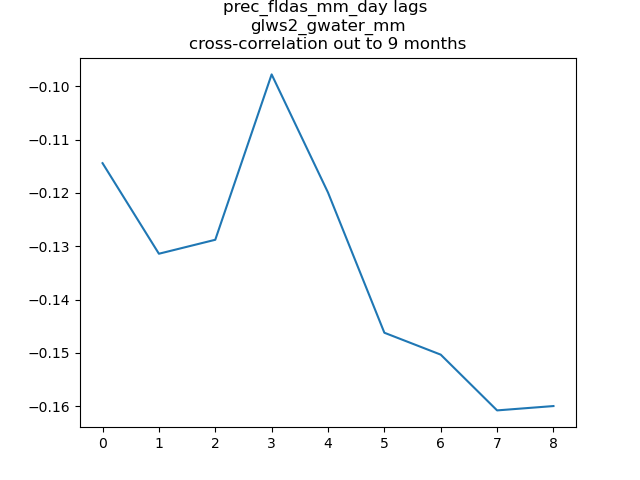 prec_fldas_mm_day lags
glws2_gwater_mm
cross-correlation out to 9 months
−0.10
−0.11
−0.12
−0.13
−0.14
−0.15
−0.16
0 1 2 3 4 5 6 7 8